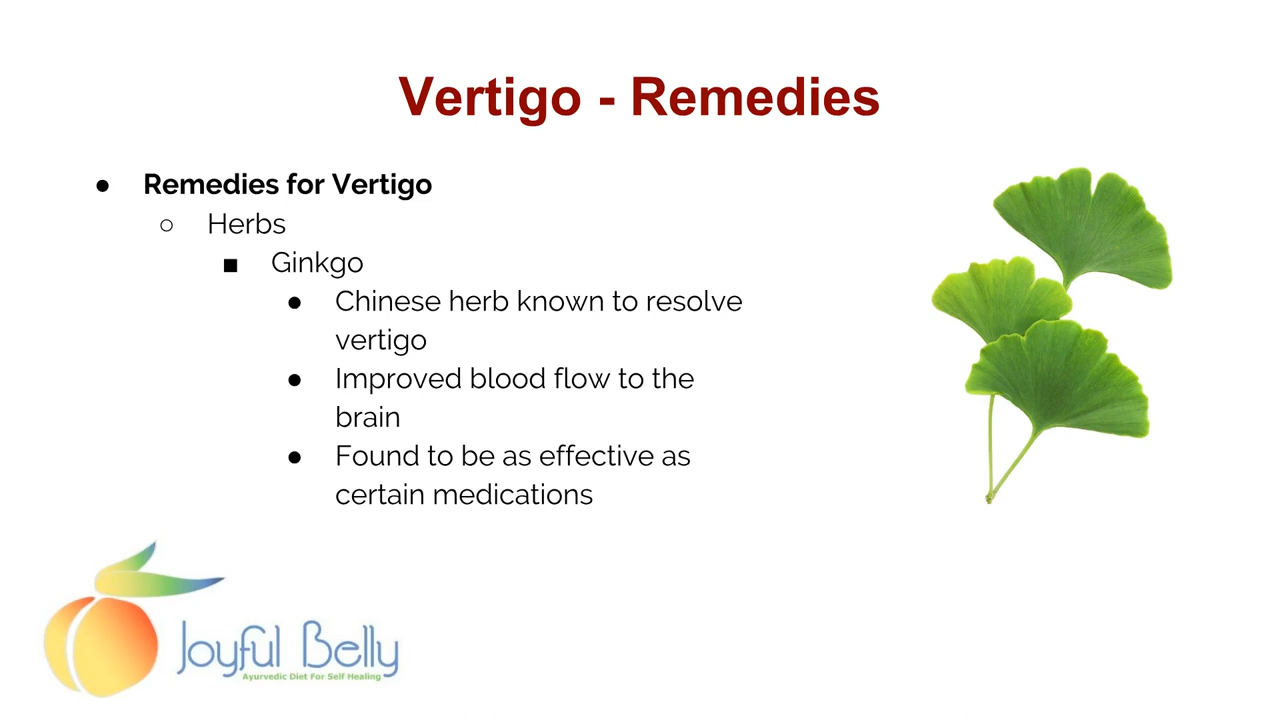 Vertigo - Remedies
● Remedies for Vertigo
○ Herbs
■ Ginkgo
● Chinese herb known to resolve
vertigo
● Improved blood flow to the
brain
● Found to be as effective as
certain medications
Joyful Belly
Ayurvedic Diet For Self Healing